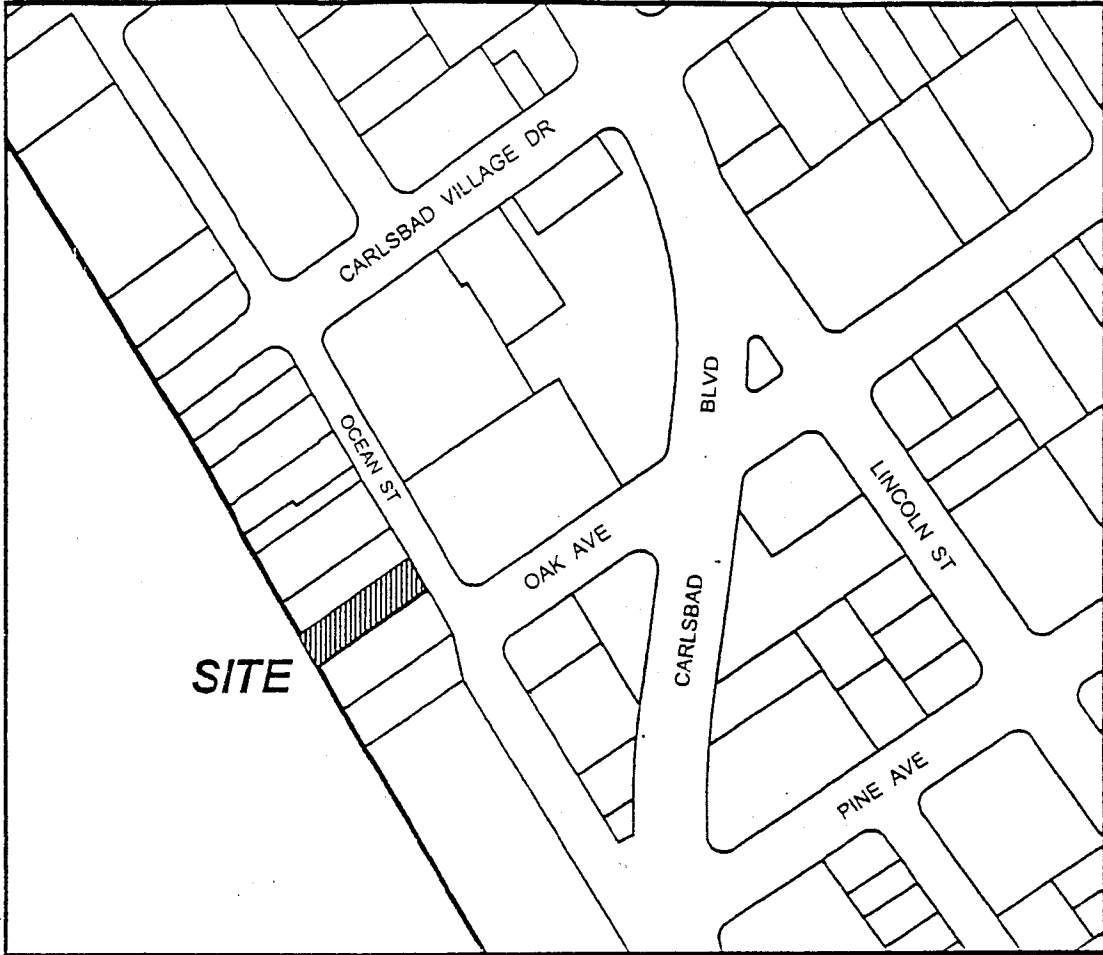 CARLSBAD VILLAGE DR
OCEAN ST
BLVD
LINCOLN ST
OAK AVE
CARLSBAD
SITE
PINE AVE